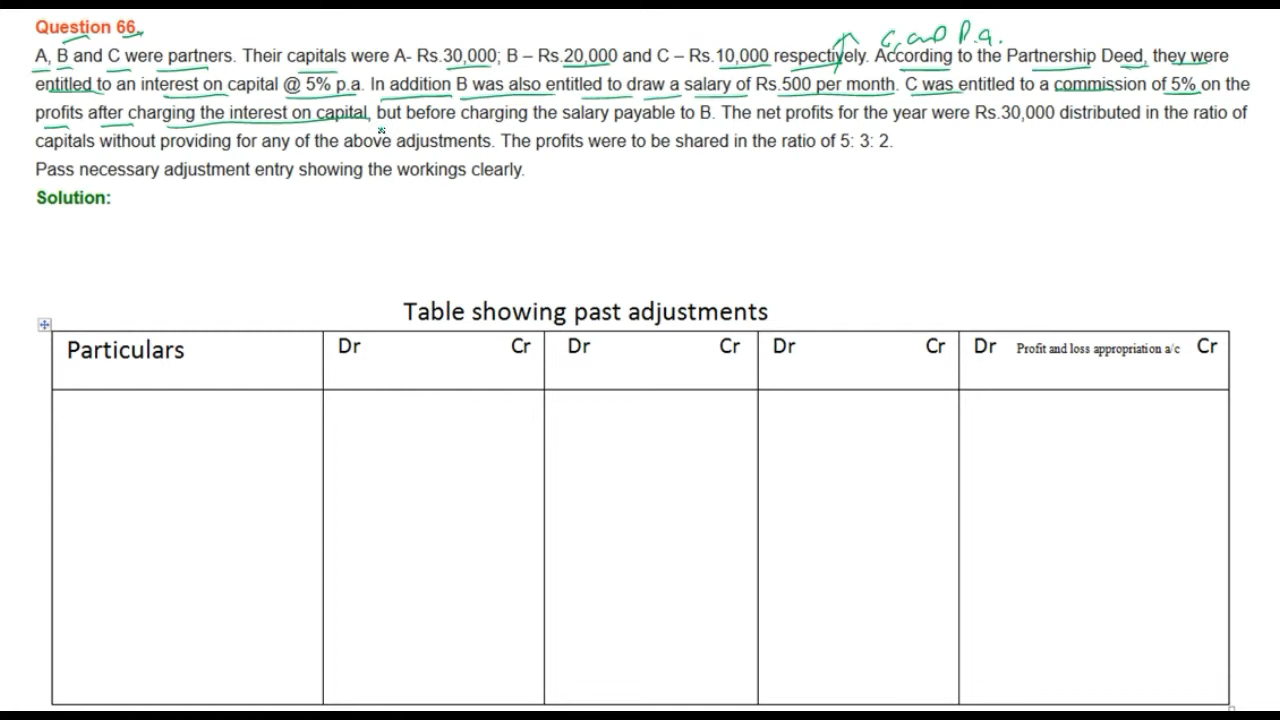 Question 66.
A, B and C were partners. Their capitals were A- Rs.30,000; B – Rs.20,000 and C – Rs.10,000 respectively. According to the Partnership Deed, they were
entitled to an interest on capital @ 5% p.a. In addition B was also entitled to draw a salary of Rs.500 per month. C was entitled to a commission of 5% on the
profits after charging the interest on capital, but before charging the salary payable to B. The net profits for the year were Rs.30,000 distributed in the ratio of
capitals without providing for any of the above adjustments. The profits were to be shared in the ratio of 5: 3: 2.
Pass necessary adjustment entry showing the workings clearly.
Solution:
Table showing past adjustments
Particulars Dr Cr Dr Cr Dr Cr Dr Profit and loss appropriation a/c Cr